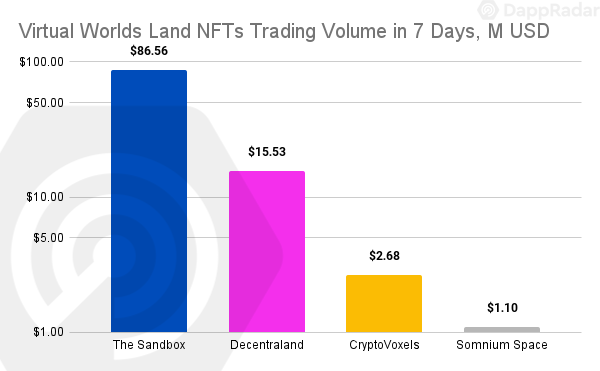 DappRadar
Virtual Worlds Land NFTs Trading Volume in 7 Days, M USD
$86.56
$100.00
$50.00
$15.53
$10.00
$5.00
$2.68
$1.10
$1.00
The Sandbox
Decentraland
CryptoVoxels
Somnium Space